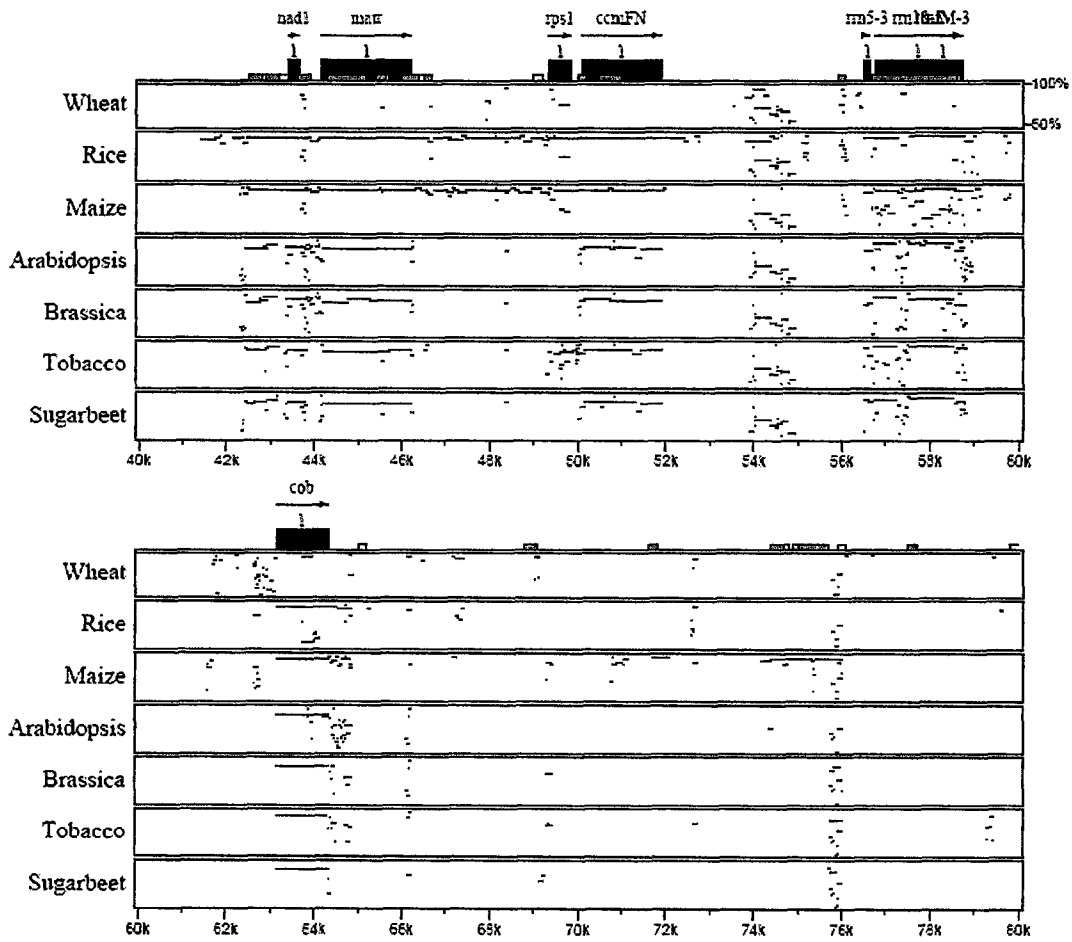 nad1 matr rps1 ccmFN rrn5-3
100%
50%
Wheat
Rice
Maize
Arabidopsis
Brassica
Tobacco
Sugarbeet
40k 42k 44k 46k 48k 50k 52k 54k 56k 58k 60k
cob
Wheat
Rice
Maize
Arabidopsis
Brassica
Tobacco
Sugarbeet
60k 62k 64k 66k 68k 70k 72k 74k 76k 78k 80k